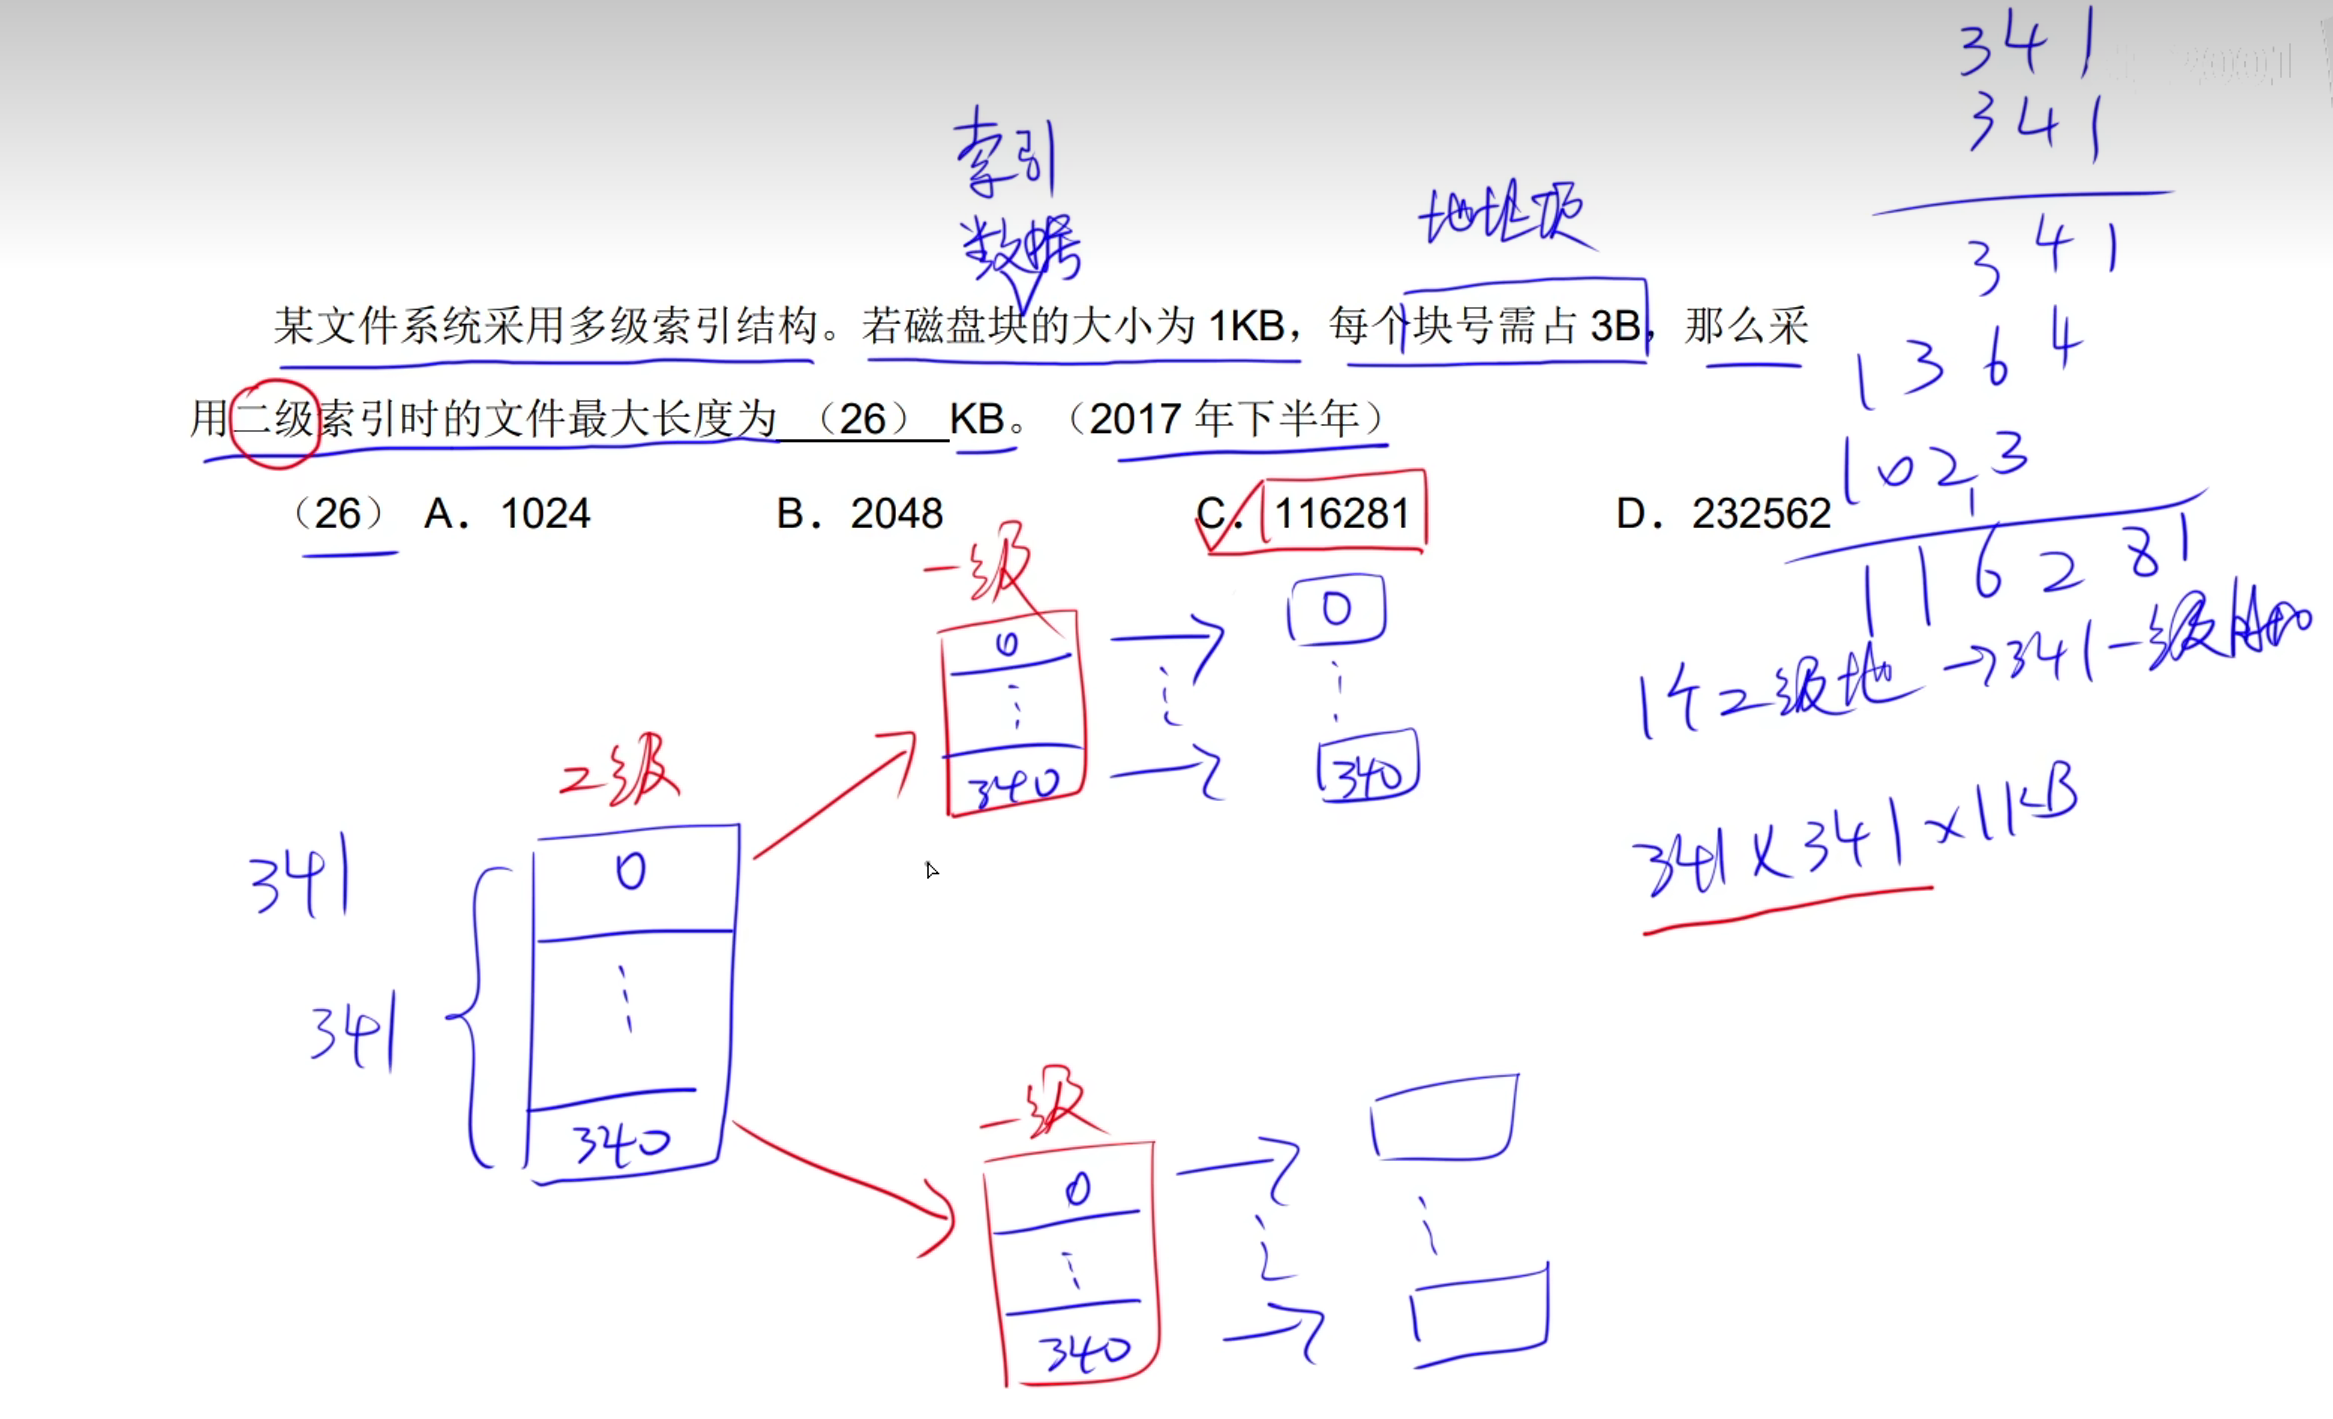 341
341
341
1364
1023
1
116281
索引
数据
地址项
某文件系统采用多级索引结构。若磁盘块的大小为 1KB，每个块号需占 3B，那么采
用二级索引时的文件最大长度为 （26） KB。（2017 年下半年）
（26） A． 1024 B． 2048 C． 116281 D． 232562
一级
0
340
0
340
1个二级地 → 341一级
341 × 341 × 1KB
二级
341
341
0
340
一级
0
340